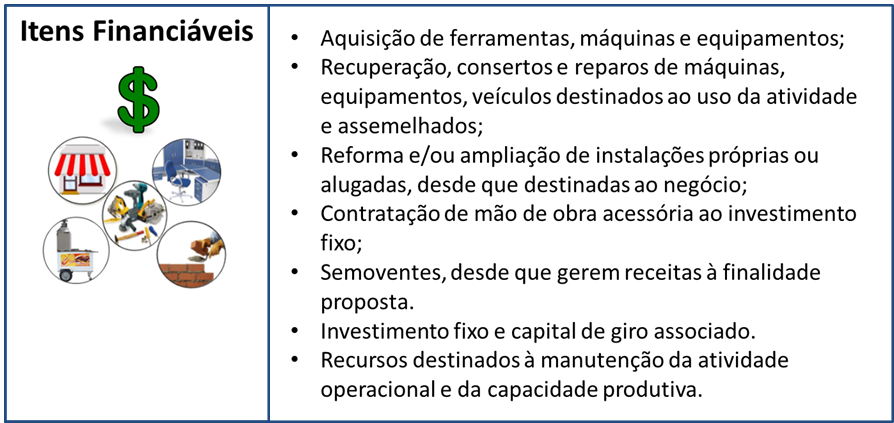 Itens Financiáveis
$
• Aquisição de ferramentas, máquinas e equipamentos;
• Recuperação, consertos e reparos de máquinas,
equipamentos, veículos destinados ao uso da atividade
e assemelhados;
• Reforma e/ou ampliação de instalações próprias ou
alugadas, desde que destinadas ao negócio;
• Contratação de mão de obra acessória ao investimento
fixo;
• Semoventes, desde que gerem receitas à finalidade
proposta.
• Investimento fixo e capital de giro associado.
• Recursos destinados à manutenção da atividade
operacional e da capacidade produtiva.